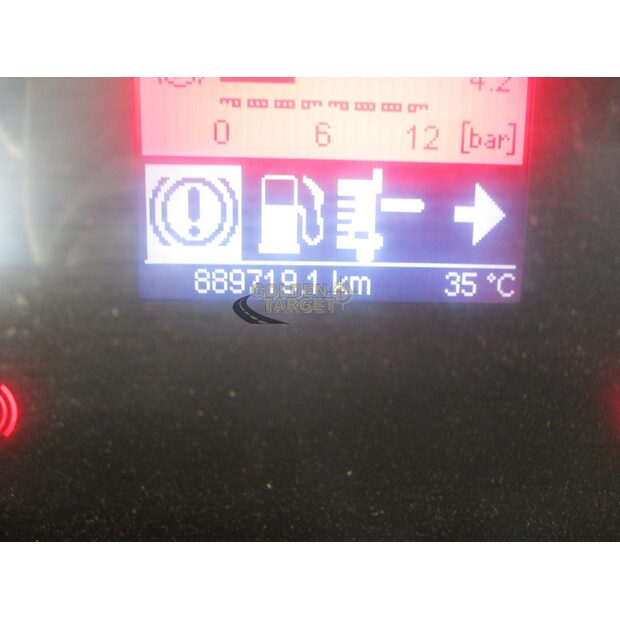 4.2
0 6 12 [bar]
889719.1 km 35 °C
GOLDEN
TARGET